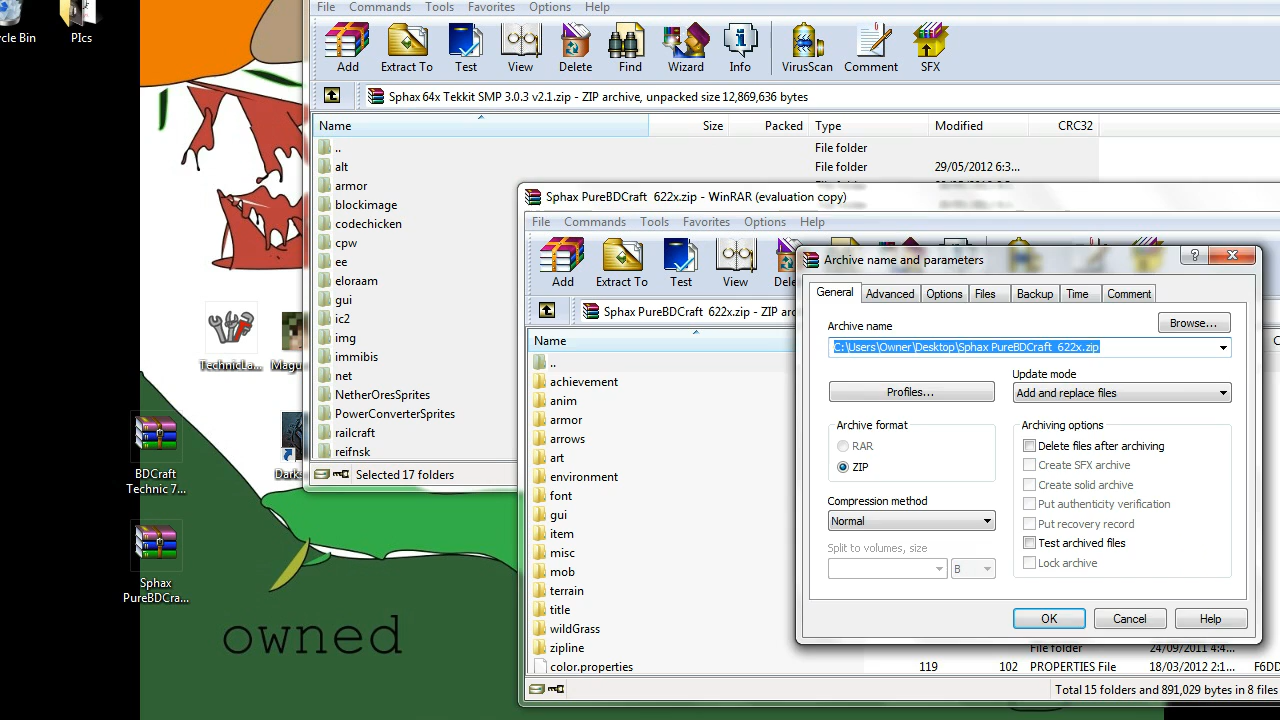 cle Bin
PIcs
File Commands Tools Favorites Options Help
Add Extract To Test View Delete Find Wizard Info VirusScan Comment SFX
Sphax 64x Tekkit SMP 3.0.3 v2.1.zip - ZIP archive, unpacked size 12,869,636 bytes
Name Size Packed Type Modified CRC32
.. File folder
alt File folder 29/05/2012 6:3...
armor
blockimage
codechicken
cpw
ee
eloraam
gui
ic2
img
immibis
net
NetherOresSprites
PowerConverterSprites
railcraft
reifnsk
Selected 17 folders
Sphax PureBDCraft 622x.zip - WinRAR (evaluation copy)
File Commands Tools Favorites Options Help
Add Extract To Test View Dele
Sphax PureBDCraft 622x.zip - ZIP arc
Name
..
achievement
anim
armor
arrows
art
environment
font
gui
item
misc
mob
terrain
title
wildGrass
zipline
color.properties 119 102 PROPERTIES File 18/03/2012 2:1... F6DD
File folder 24/09/2011 4:3...
Total 15 folders and 891,029 bytes in 8 files
Archive name and parameters
General Advanced Options Files Backup Time Comment
Archive name
Browse...
C:\Users\Owner\Desktop\Sphax PureBDCraft 622x.zip
Profiles...
Update mode
Add and replace files
Archive format
RAR
ZIP
Compression method
Normal
Split to volumes, size
B
Archiving options
Delete files after archiving
Create SFX archive
Create solid archive
Put authenticity verification
Put recovery record
Test archived files
Lock archive
OK Cancel Help
TechnicLa...
Magu
Dark
BDCraft
Technic 7...
Sphax
PureBDCra...
owned